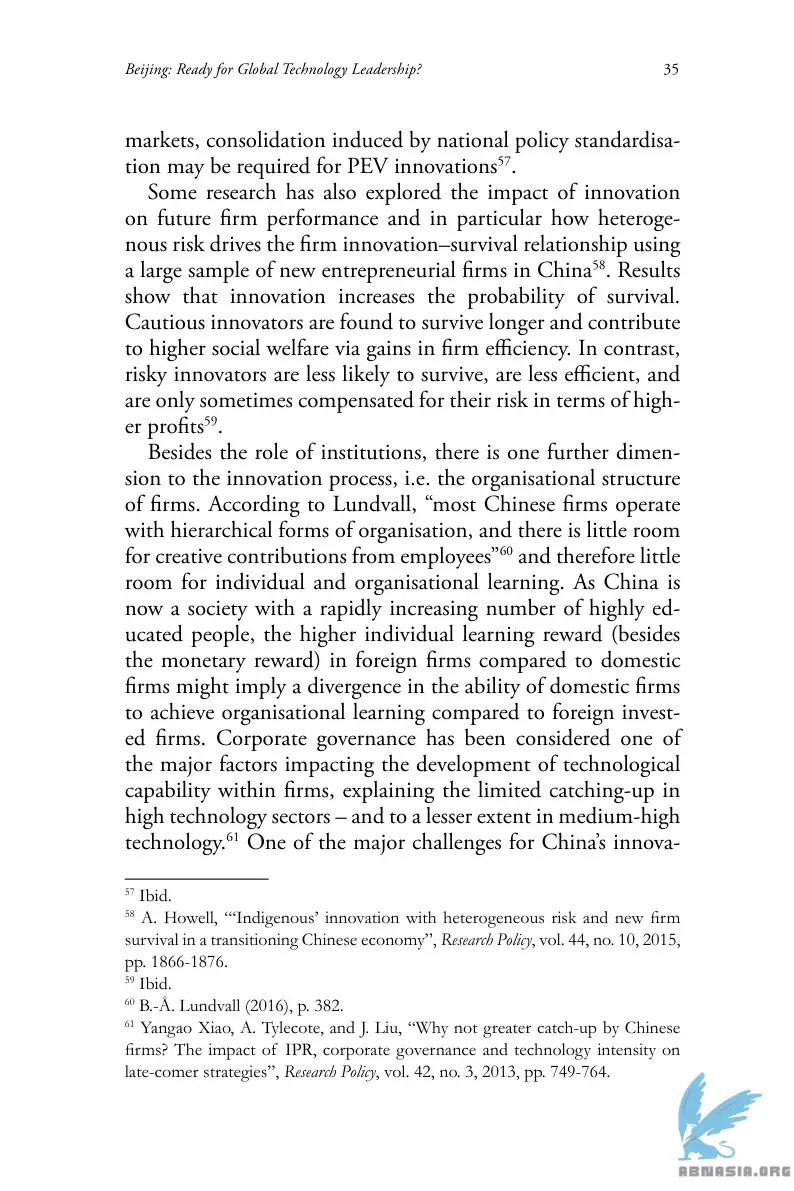 Beijing: Ready for Global Technology Leadership? 35
markets, consolidation induced by national policy standardisa-
tion may be required for PEV innovations⁵⁷.
Some research has also explored the impact of innovation
on future firm performance and in particular how heteroge-
nous risk drives the firm innovation–survival relationship using
a large sample of new entrepreneurial firms in China⁵⁸. Results
show that innovation increases the probability of survival.
Cautious innovators are found to survive longer and contribute
to higher social welfare via gains in firm efficiency. In contrast,
risky innovators are less likely to survive, are less efficient, and
are only sometimes compensated for their risk in terms of high-
er profits⁵⁹.
Besides the role of institutions, there is one further dimen-
sion to the innovation process, i.e. the organisational structure
of firms. According to Lundvall, “most Chinese firms operate
with hierarchical forms of organisation, and there is little room
for creative contributions from employees”⁶⁰ and therefore little
room for individual and organisational learning. As China is
now a society with a rapidly increasing number of highly ed-
ucated people, the higher individual learning reward (besides
the monetary reward) in foreign firms compared to domestic
firms might imply a divergence in the ability of domestic firms
to achieve organisational learning compared to foreign invest-
ed firms. Corporate governance has been considered one of
the major factors impacting the development of technological
capability within firms, explaining the limited catching-up in
high technology sectors – and to a lesser extent in medium-high
technology.⁶¹ One of the major challenges for China’s innova-
⁵⁷ Ibid.
⁵⁸ A. Howell, “‘Indigenous’ innovation with heterogeneous risk and new firm
survival in a transitioning Chinese economy”, Research Policy, vol. 44, no. 10, 2015,
pp. 1866-1876.
⁵⁹ Ibid.
⁶⁰ B.-Å. Lundvall (2016), p. 382.
⁶¹ Yangao Xiao, A. Tylecote, and J. Liu, “Why not greater catch-up by Chinese
firms? The impact of IPR, corporate governance and technology intensity on
late-comer strategies”, Research Policy, vol. 42, no. 3, 2013, pp. 749-764.
ABNASIA.ORG